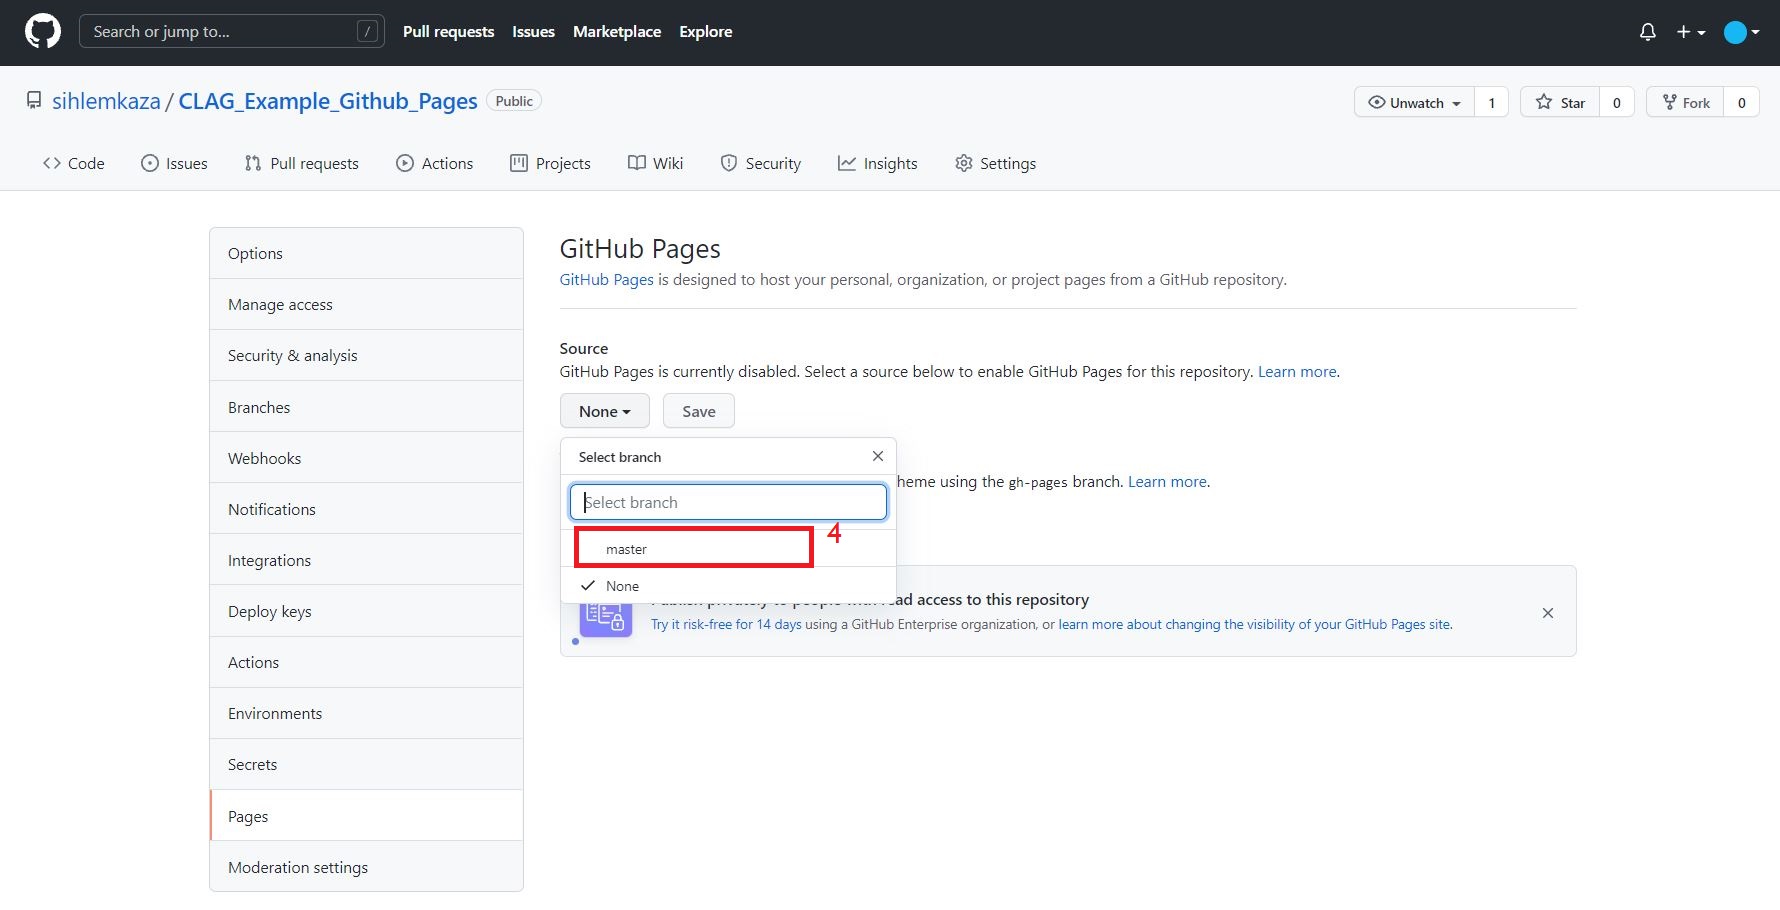 Search or jump to...
/
Pull requests
Issues
Marketplace
Explore
sihlemkaza / CLAG_Example_Github_Pages
Public
Unwatch
1
Star
0
Fork
0
Code
Issues
Pull requests
Actions
Projects
Wiki
Security
Insights
Settings
Options
Manage access
Security & analysis
Branches
Webhooks
Notifications
Integrations
Deploy keys
Actions
Environments
Secrets
Pages
Moderation settings
GitHub Pages
GitHub Pages is designed to host your personal, organization, or project pages from a GitHub repository.
Source
GitHub Pages is currently disabled. Select a source below to enable GitHub Pages for this repository. Learn more.
None
Save
Select branch
heme using the gh-pages branch. Learn more.
Select branch
4
master
None
Publish privately to people with read access to this repository
Try it risk-free for 14 days using a GitHub Enterprise organization, or learn more about changing the visibility of your GitHub Pages site.